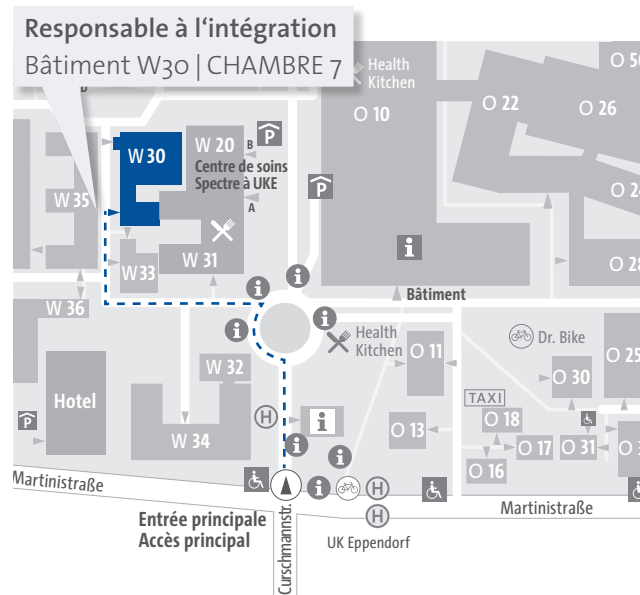 Responsable à l‘intégration
Bâtiment W30 | CHAMBRE 7
Health
Kitchen
O 10
O 22
O 26
W 30
W 20
B
P
Centre de soins
Spectre à UKE
A
P
W 35
W 33
W 31
i
O 28
Bâtiment
W 36
i
i
i
i
Health
Kitchen
O 11
Dr. Bike
O 25
W 32
O 30
Hotel
TAXI
H
i
O 18
P
W 34
O 13
O 17
O 31
i
i
O 16
Martinistraße
i
H
Martinistraße
Entrée principale
Accès principal
H
UK Eppendorf
Curschmannstr.